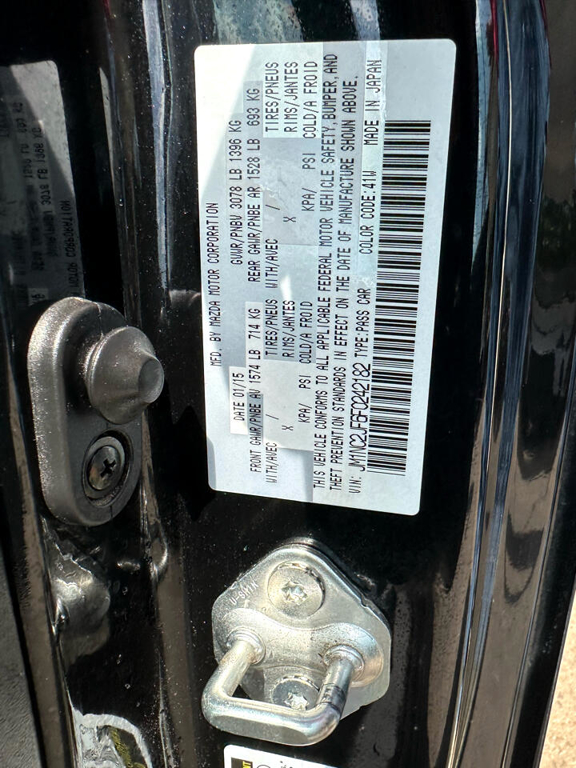 MFD. BY MAZDA MOTOR CORPORATION
DATE 01/15 GVWR/PNBV 3078 LB 1396 KG
FRONT GAWR/PNBE AV 1574 LB 714 KG REAR GAWR/PNBE AR 1528 LB 693 KG
WITH/AVEC / TIRES/PNEUS WITH/AVEC / TIRES/PNEUS
X RIMS/JANTES X RIMS/JANTES
KPA/ PSI COLD/A FROID KPA/ PSI COLD/A FROID
THIS VEHICLE CONFORMS TO ALL APPLICABLE FEDERAL MOTOR VEHICLE SAFETY, BUMPER, AND
THEFT PREVENTION STANDARDS IN EFFECT ON THE DATE OF MANUFACTURE SHOWN ABOVE.
VIN: JM1NC2JF6F0242182 TYPE:PASS CAR COLOR CODE:41W MADE IN JAPAN
U-SHIN